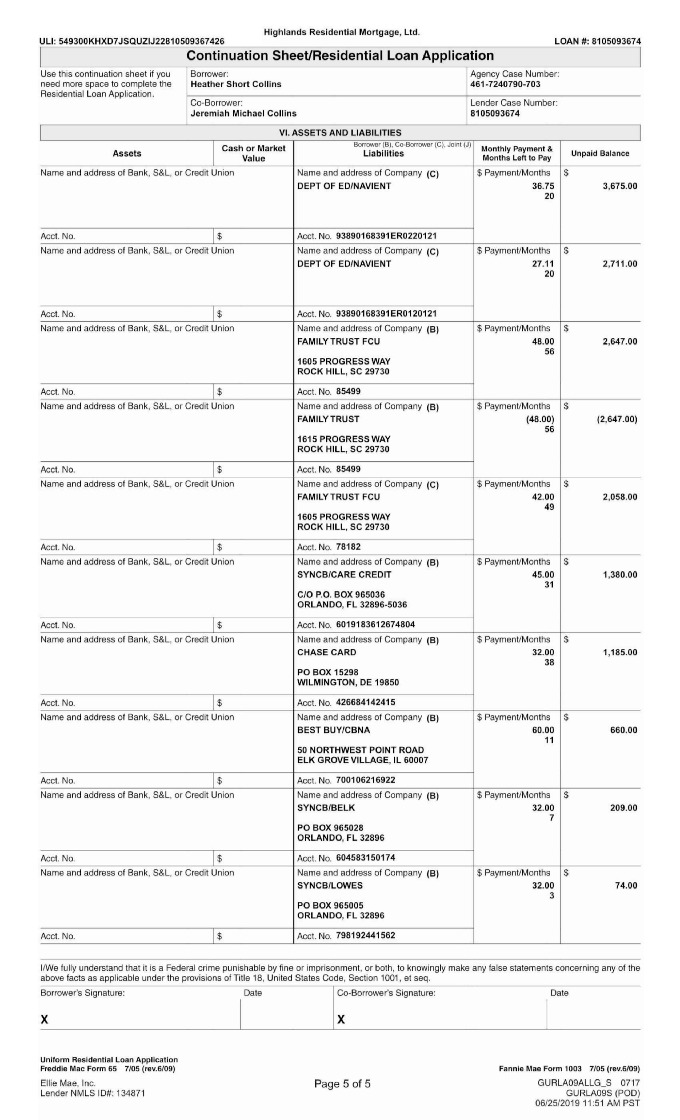 Highlands Residential Mortgage, Ltd.
ULI: 549300KHXD7JSQUZIJ22810509367426 LOAN #: 8105093674
Continuation Sheet/Residential Loan Application
Use this continuation sheet if you
need more space to complete the
Residential Loan Application.
Borrower:
Heather Short Collins
Agency Case Number:
461-7240790-703
Co-Borrower:
Jeremiah Michael Collins
Lender Case Number:
8105093674
VI. ASSETS AND LIABILITIES
Assets
Cash or Market
Value
Borrower (B), Co-Borrower (C), Joint (J)
Liabilities
Monthly Payment &
Months Left to Pay
Unpaid Balance
Name and address of Bank, S&L, or Credit Union Name and address of Company (C) $ Payment/Months $
DEPT OF ED/NAVIENT 36.75 3,675.00
20
Acct. No. $ Acct. No. 93890168391ER0220121
Name and address of Bank, S&L, or Credit Union Name and address of Company (C) $ Payment/Months $
DEPT OF ED/NAVIENT 27.11 2,711.00
20
Acct. No. $ Acct. No. 93890168391ER0120121
Name and address of Bank, S&L, or Credit Union Name and address of Company (B) $ Payment/Months $
FAMILY TRUST FCU 48.00 2,647.00
56
1605 PROGRESS WAY
ROCK HILL, SC 29730
Acct. No. $ Acct. No. 85499
Name and address of Bank, S&L, or Credit Union Name and address of Company (B) $ Payment/Months $
FAMILY TRUST (48.00) (2,647.00)
56
1615 PROGRESS WAY
ROCK HILL, SC 29730
Acct. No. $ Acct. No. 85499
Name and address of Bank, S&L, or Credit Union Name and address of Company (C) $ Payment/Months $
FAMILY TRUST FCU 42.00 2,058.00
49
1605 PROGRESS WAY
ROCK HILL, SC 29730
Acct. No. $ Acct. No. 78182
Name and address of Bank, S&L, or Credit Union Name and address of Company (B) $ Payment/Months $
SYNCB/CARE CREDIT 45.00 1,380.00
31
C/O P.O. BOX 965036
ORLANDO, FL 32896-5036
Acct. No. $ Acct. No. 6019183612674804
Name and address of Bank, S&L, or Credit Union Name and address of Company (B) $ Payment/Months $
CHASE CARD 32.00 1,185.00
38
PO BOX 15298
WILMINGTON, DE 19850
Acct. No. $ Acct. No. 426684142415
Name and address of Bank, S&L, or Credit Union Name and address of Company (B) $ Payment/Months $
BEST BUY/CBNA 60.00 660.00
11
50 NORTHWEST POINT ROAD
ELK GROVE VILLAGE, IL 60007
Acct. No. $ Acct. No. 700106216922
Name and address of Bank, S&L, or Credit Union Name and address of Company (B) $ Payment/Months $
SYNCB/BELK 32.00 209.00
7
PO BOX 965028
ORLANDO, FL 32896
Acct. No. $ Acct. No. 604583150174
Name and address of Bank, S&L, or Credit Union Name and address of Company (B) $ Payment/Months $
SYNCB/LOWES 32.00 74.00
3
PO BOX 965005
ORLANDO, FL 32896
Acct. No. $ Acct. No. 798192441562
I/We fully understand that it is a Federal crime punishable by fine or imprisonment, or both, to knowingly make any false statements concerning any of the
above facts as applicable under the provisions of Title 18, United States Code, Section 1001, et seq.
Borrower's Signature: Date Co-Borrower's Signature: Date
X X
Uniform Residential Loan Application
Freddie Mac Form 65 7/05 (rev.6/09) Fannie Mae Form 1003 7/05 (rev.6/09)
Ellie Mae, Inc. Page 5 of 5 GURLA09ALLG_S 0717
Lender NMLS ID#: 134871 GURLA09S (POD)
06/25/2019 11:51 AM PST